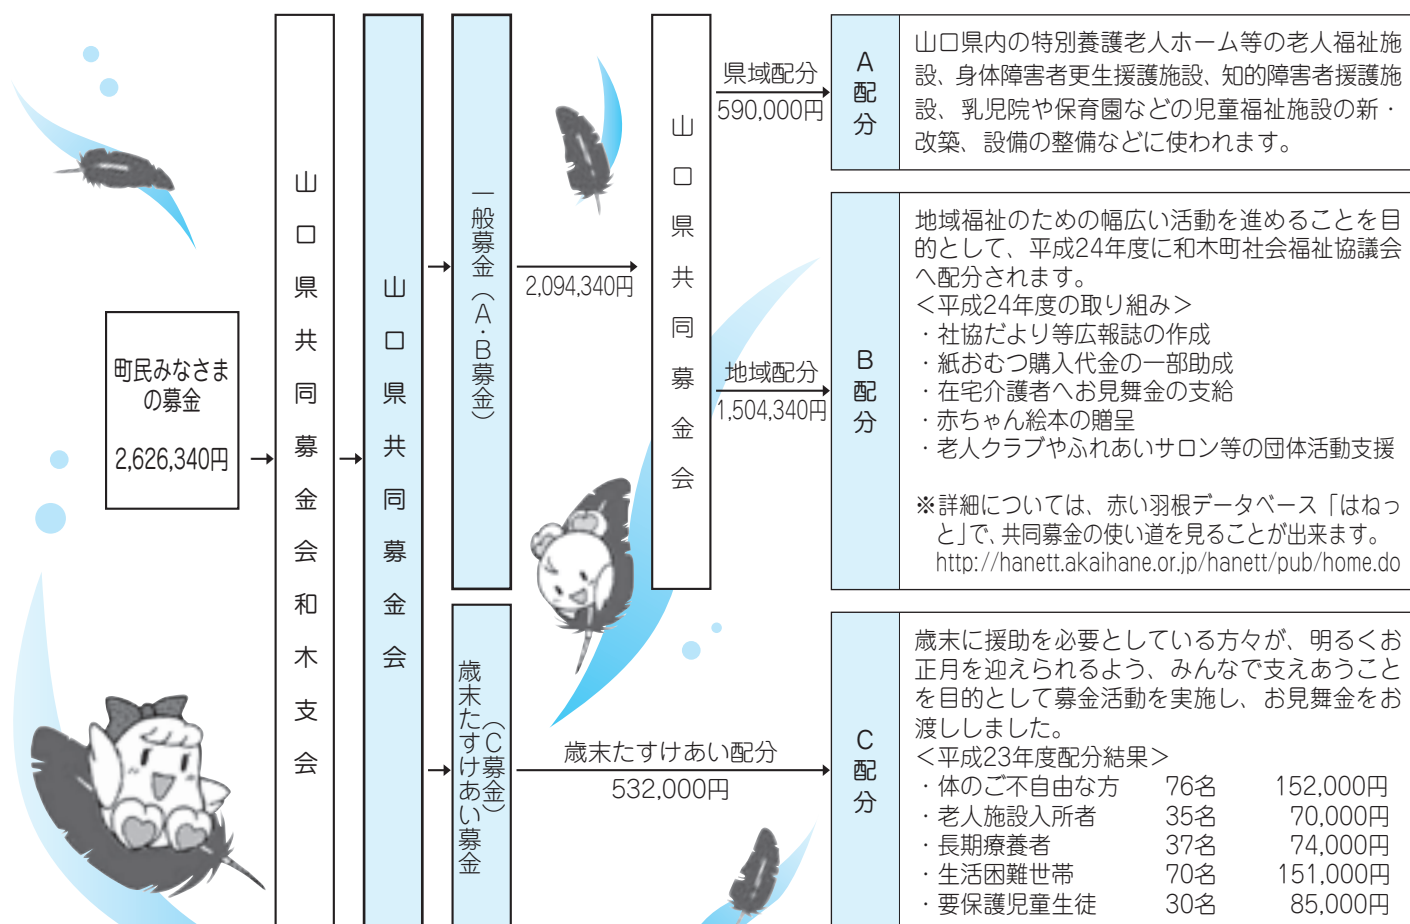 町民みなさま
の募金
2,626,340円
山口県共同募金会和木支会
山口県共同募金会
一般募金（A・B募金）
2,094,340円
山口県共同募金会
県域配分
590,000円
A配分
山口県内の特別養護老人ホーム等の老人福祉施
設、身体障害者更生援護施設、知的障害者援護施
設、乳児院や保育園などの児童福祉施設の新・
改築、設備の整備などに使われます。
地域配分
1,504,340円
B配分
地域福祉のための幅広い活動を進めることを目
的として、平成24年度に和木町社会福祉協議会
へ配分されます。
＜平成24年度の取り組み＞
・社協だより等広報誌の作成
・紙おむつ購入代金の一部助成
・在宅介護者へお見舞金の支給
・赤ちゃん絵本の贈呈
・老人クラブやふれあいサロン等の団体活動支援
※詳細については、赤い羽根データベース「はねっ
と」で、共同募金の使い道を見ることが出来ます。
http://hanett.akaihane.or.jp/hanett/pub/home.do
歳末たすけあい募金
（C募金）
歳末たすけあい配分
532,000円
C配分
歳末に援助を必要としている方々が、明るくお
正月を迎えられるよう、みんなで支えあうこと
を目的として募金活動を実施し、お見舞金をお
渡ししました。
＜平成23年度配分結果＞
・体のご不自由な方 76名 152,000円
・老人施設入所者 35名 70,000円
・長期療養者 37名 74,000円
・生活困難世帯 70名 151,000円
・要保護児童生徒 30名 85,000円